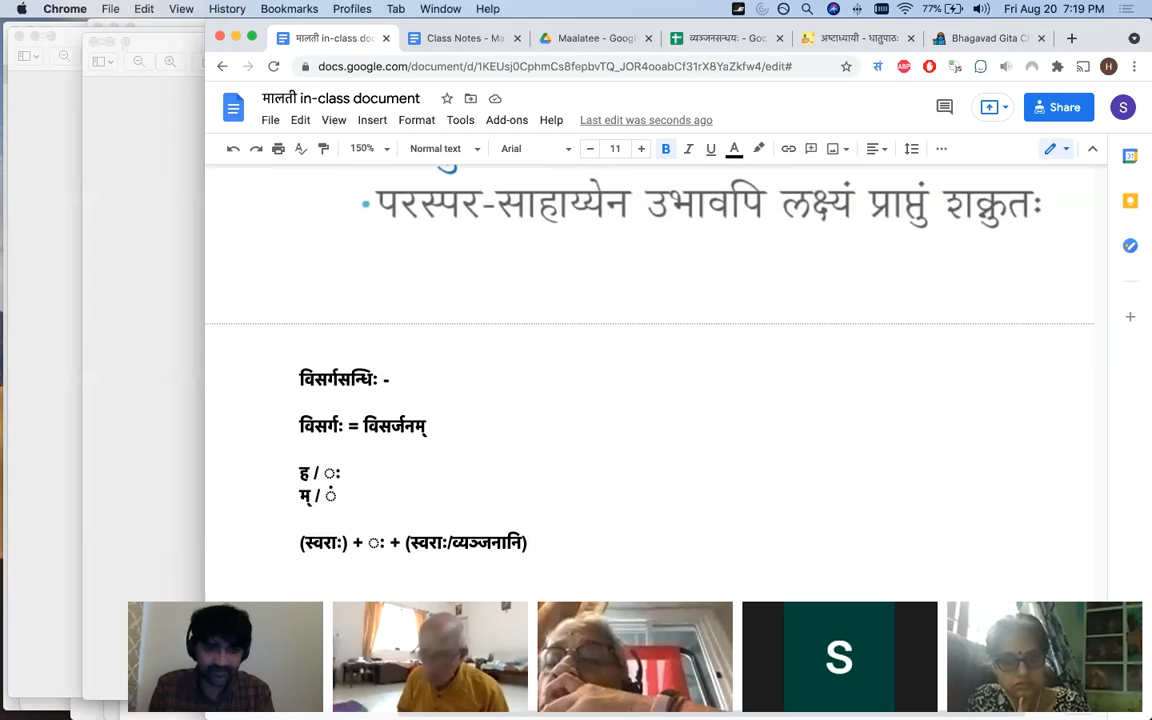 Chrome File Edit View History Bookmarks Profiles Tab Window Help 77% Fri Aug 20 7:19 PM
मालती in-class doc Class Notes - Ma Maalatee - Googl व्यञ्जनसन्धयः - Goo अष्टाध्यायी - धातुपाठः Bhagavad Gita C
docs.google.com/document/d/1KEUsj0CphmCs8fepbvTQ_JOR4ooabCf31rX8YaZkfw4/edit#
मालती in-class document
File Edit View Insert Format Tools Add-ons Help Last edit was seconds ago
Share
S
150% Normal text Arial 11 B I U A
परस्पर-साहाय्येन उभावपि लक्ष्यं प्राप्तुं शक्नुतः
विसर्गसन्धिः -
विसर्गः = विसर्जनम्
ह / ः
म् / ं
(स्वराः) + ः + (स्वराः/व्यञ्जनानि)
S